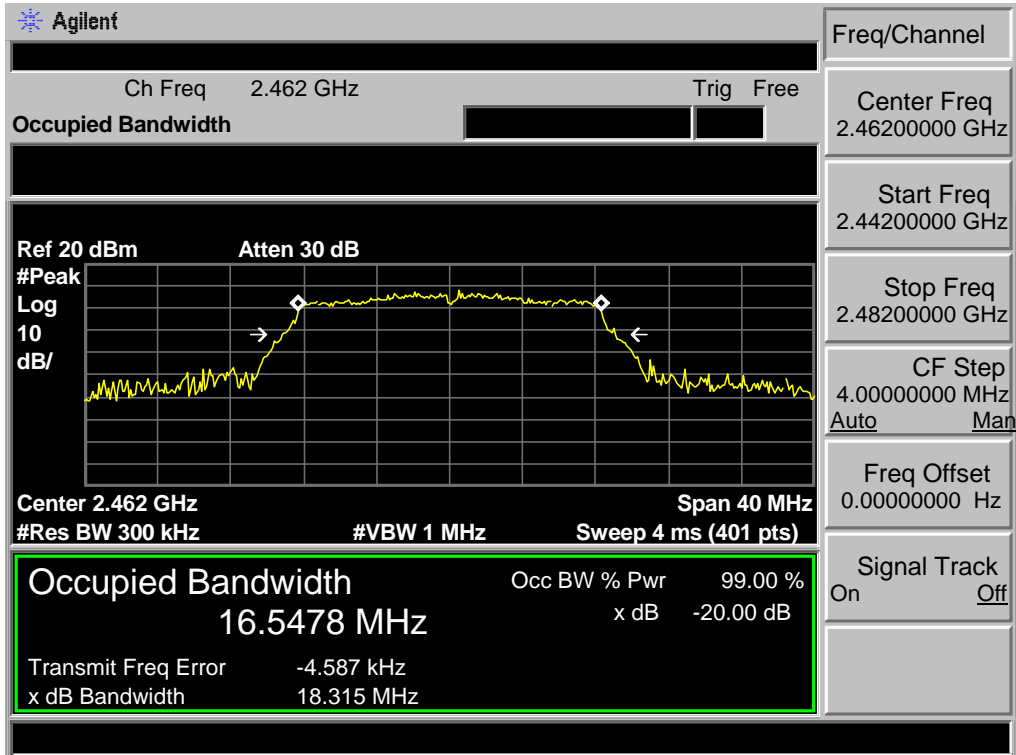 Agilent
Freq/Channel
Ch Freq 2.462 GHz Trig Free
Occupied Bandwidth
Center Freq
2.46200000 GHz
Start Freq
2.44200000 GHz
Stop Freq
2.48200000 GHz
CF Step
4.00000000 MHz
Auto Man
Freq Offset
0.00000000 Hz
Signal Track
On Off
Ref 20 dBm Atten 30 dB
#Peak
Log
10
dB/
Center 2.462 GHz Span 40 MHz
#Res BW 300 kHz #VBW 1 MHz Sweep 4 ms (401 pts)
Occupied Bandwidth Occ BW % Pwr 99.00 %
16.5478 MHz x dB -20.00 dB
Transmit Freq Error -4.587 kHz
x dB Bandwidth 18.315 MHz